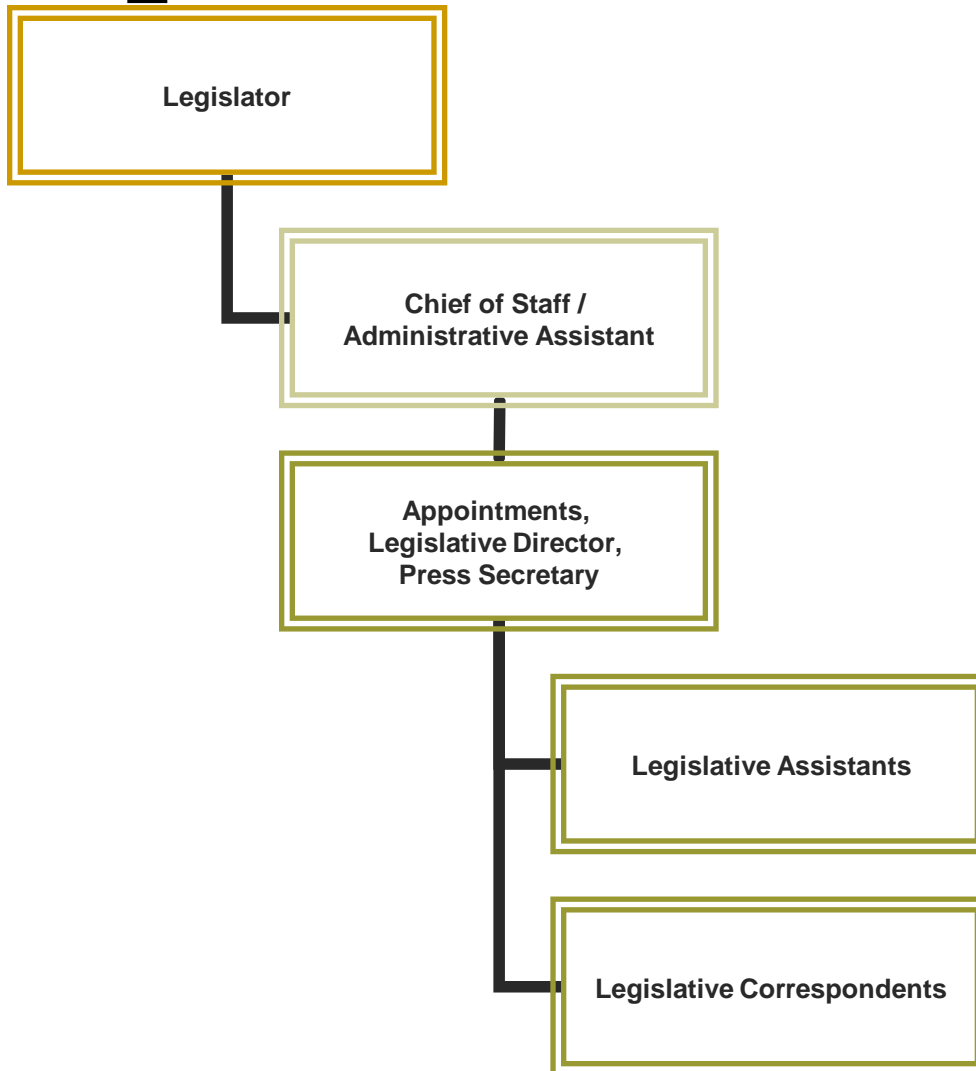 Legislator
Chief of Staff /
Administrative Assistant
Appointments,
Legislative Director,
Press Secretary
Legislative Assistants
Legislative Correspondents